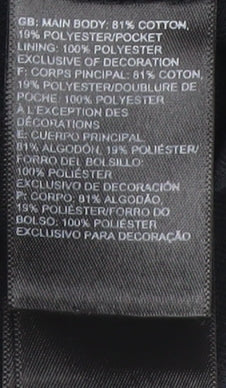 GB: MAIN BODY: 81% COTTON,
19% POLYESTER/POCKET
LINING: 100% POLYESTER
EXCLUSIVE OF DECORATION
F: CORPS PINCIPAL: 81% COTON,
19% POLYESTER/DOUBLURE DE
POCHE: 100% POLYESTER
À L'EXCEPTION DES
DÉCORATIONS
E: CUERPO PRINCIPAL:
81% ALGODÓN, 19% POLIÉSTER/
FORRO DEL BOLSILLO:
100% POLIÉSTER
EXCLUSIVO DE DECORACIÓN
P: CORPO: 81% ALGODÃO,
19% POLIÉSTER/FORRO DO
BOLSO: 100% POLIÉSTER
EXCLUSIVO PARA DECORAÇÃO